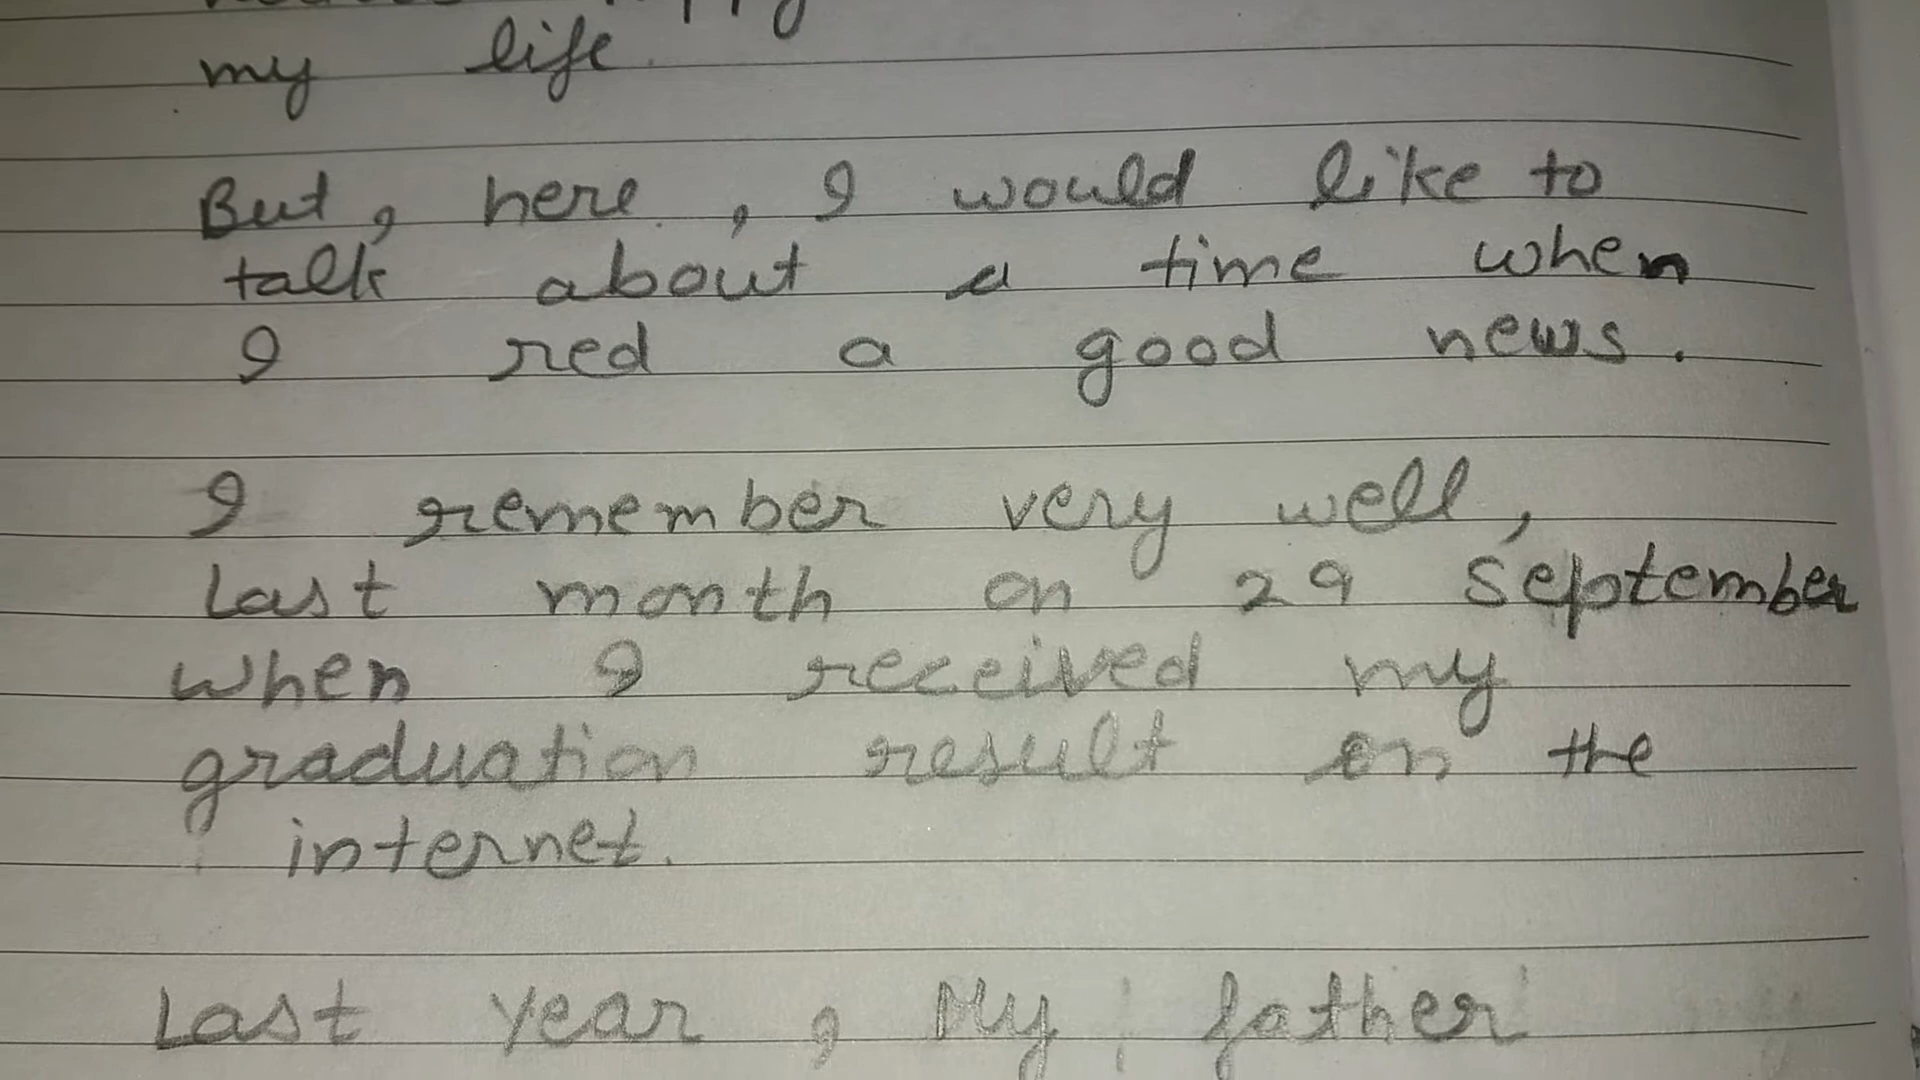 my life.
But, here, I would like to
talk about a time when
I red a good news.
I remember very well,
Last month on 29 September
when I received my
graduation result on the
internet.
Last year, My father